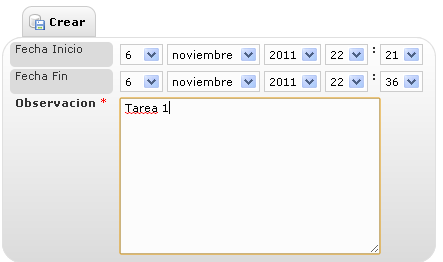 Crear
Fecha Inicio 6 noviembre 2011 22 : 21
Fecha Fin 6 noviembre 2011 22 : 36
Observacion * Tarea 1